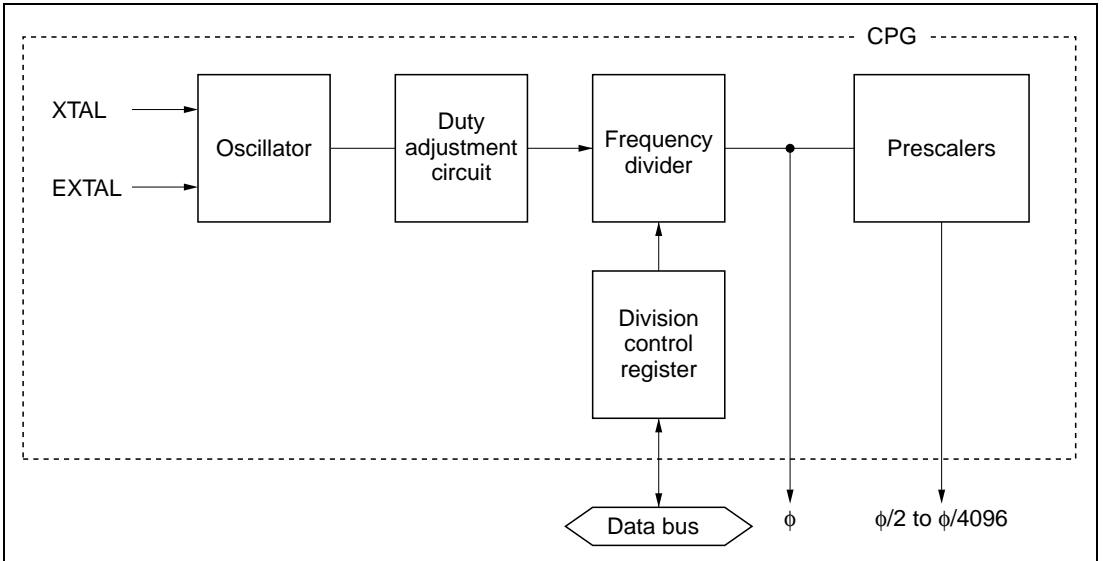 CPG
XTAL
EXTAL
Oscillator
Duty
adjustment
circuit
Frequency
divider
Prescalers
Division
control
register
Data bus
ϕ
ϕ/2 to ϕ/4096